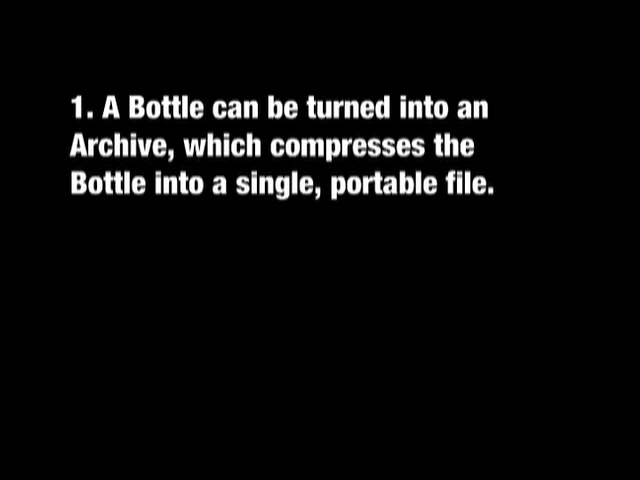 1. A Bottle can be turned into an
Archive, which compresses the
Bottle into a single, portable file.